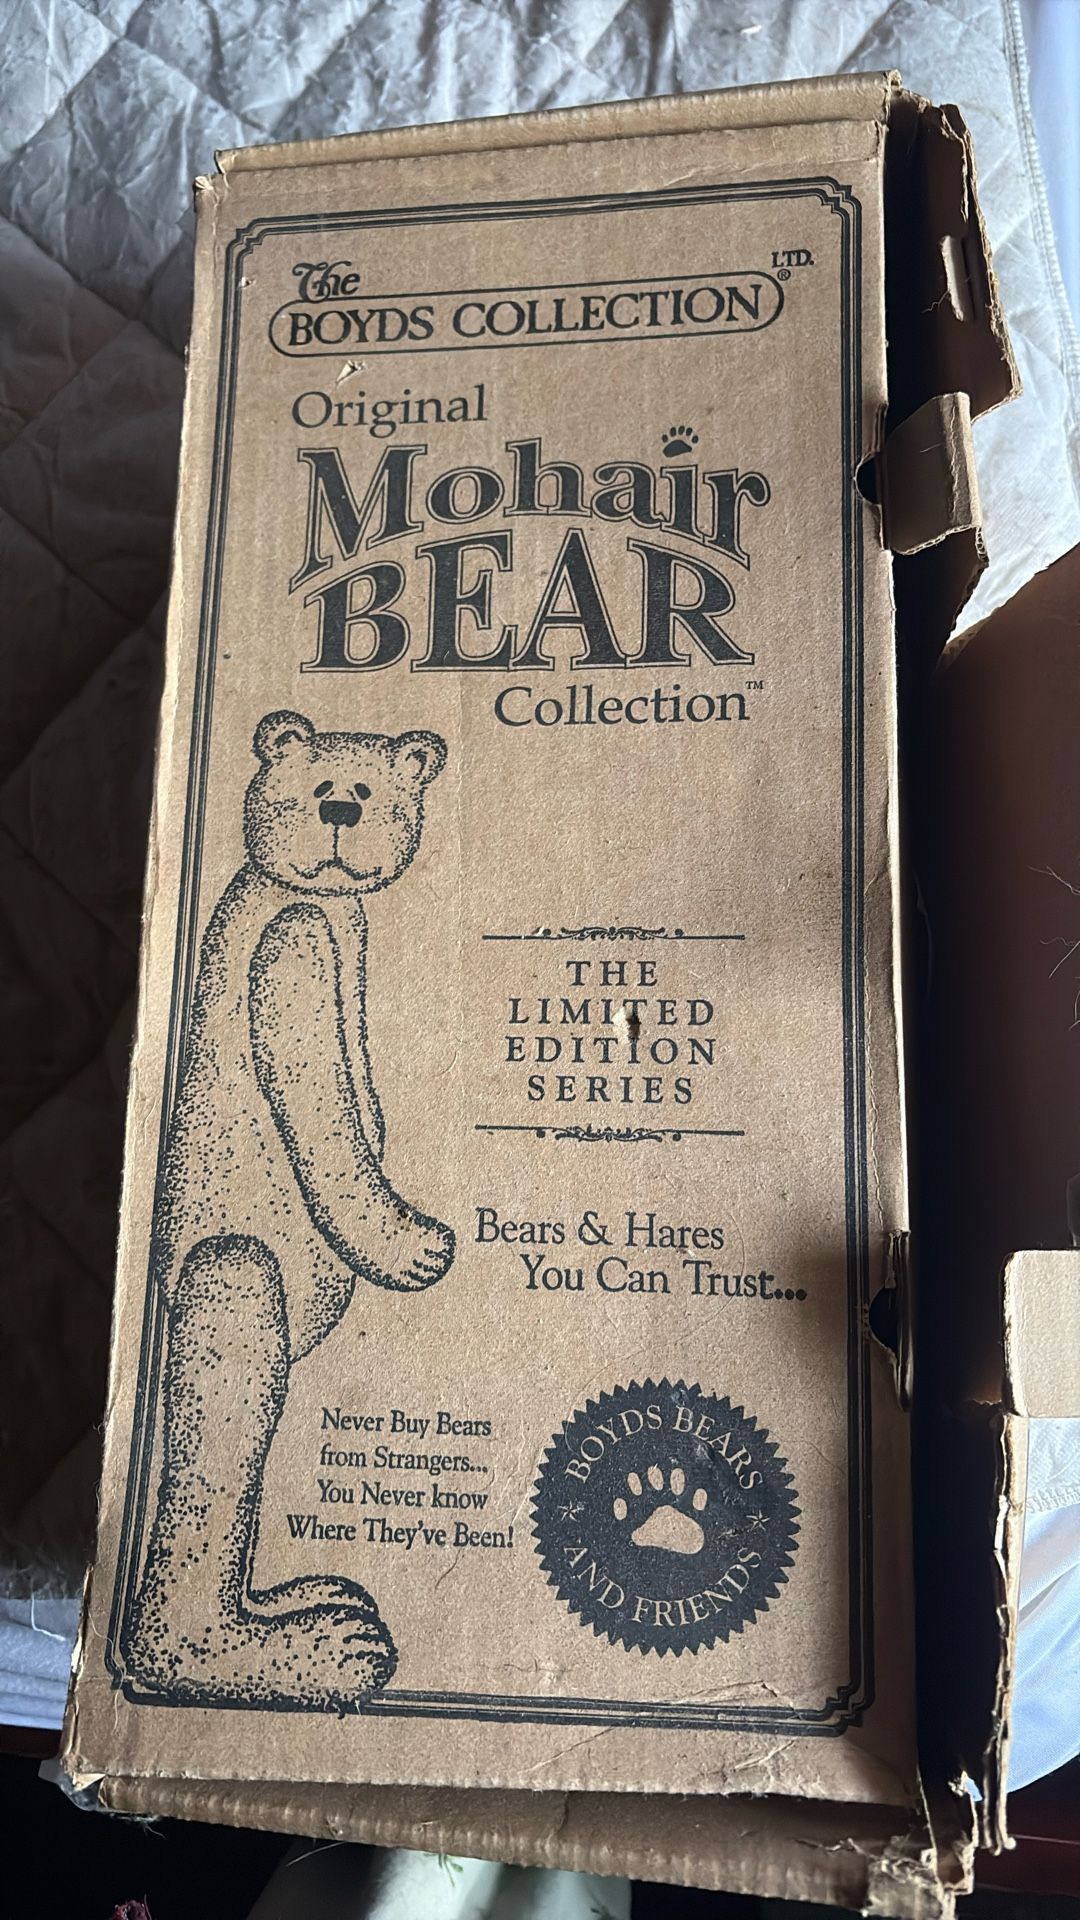 The
BOYDS COLLECTION LTD.®
Original
Mohair
BEAR
Collection™
THE
LIMITED
EDITION
SERIES
Bears & Hares
You Can Trust...
Never Buy Bears
from Strangers...
You Never know
Where They've Been!
BOYDS BEARS
AND FRIENDS